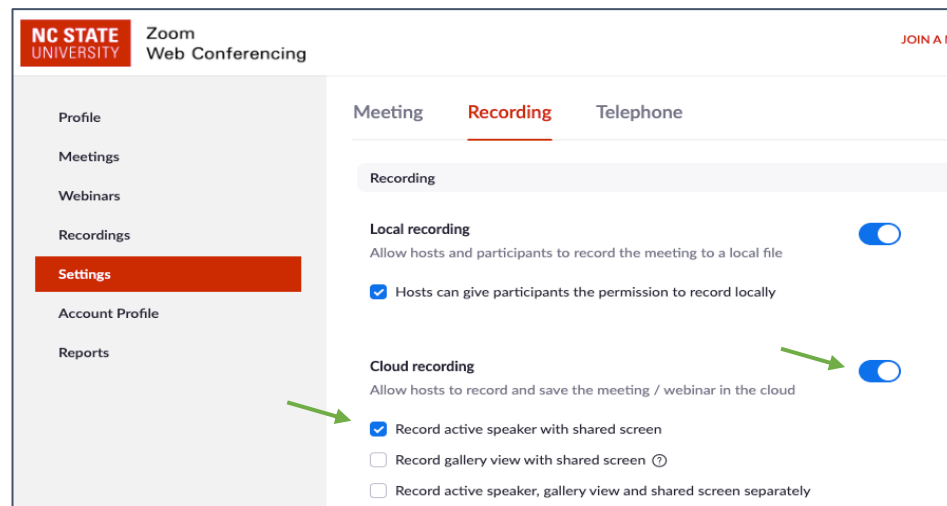 NC STATE
UNIVERSITY
Zoom
Web Conferencing
JOIN A
Profile
Meetings
Webinars
Recordings
Settings
Account Profile
Reports
Meeting
Recording
Telephone
Recording
Local recording
Allow hosts and participants to record the meeting to a local file
Hosts can give participants the permission to record locally
Cloud recording
Allow hosts to record and save the meeting / webinar in the cloud
Record active speaker with shared screen
Record gallery view with shared screen ?
Record active speaker, gallery view and shared screen separately